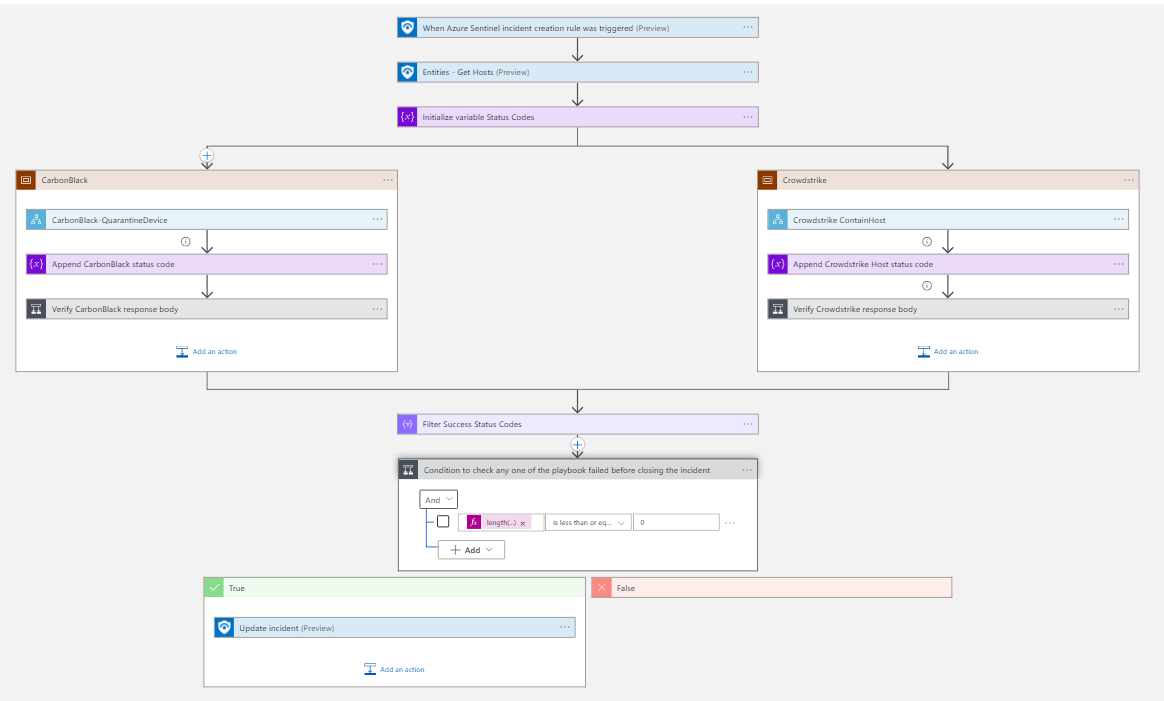 When Azure Sentinel incident creation rule was triggered (Preview)
Entities - Get Hosts (Preview)
{x} Initialize variable Status Codes
CarbonBlack
CarbonBlack-QuarantineDevice
{x} Append CarbonBlack status code
Verify CarbonBlack response body
Add an action
Crowdstrike
Crowdstrike ContainHost
{x} Append Crowdstrike Host status code
Verify Crowdstrike response body
Add an action
Filter Success Status Codes
Condition to check any one of the playbook failed before closing the incident
And
fx length(...) × is less than or eq... 0
Add
True
Update incident (Preview)
Add an action
False